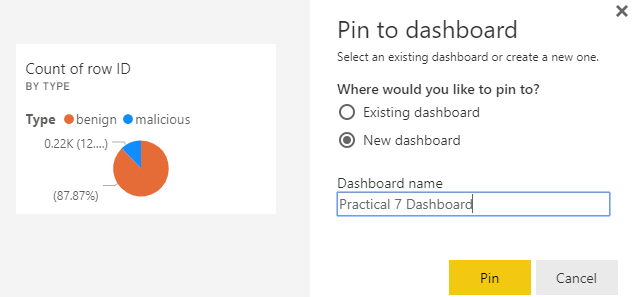 Count of row ID
BY TYPE
Type benign malicious
0.22K (12....)
(87.87%)
Pin to dashboard
Select an existing dashboard or create a new one.
Where would you like to pin to?
Existing dashboard
New dashboard
Dashboard name
Practical 7 Dashboard
Pin Cancel